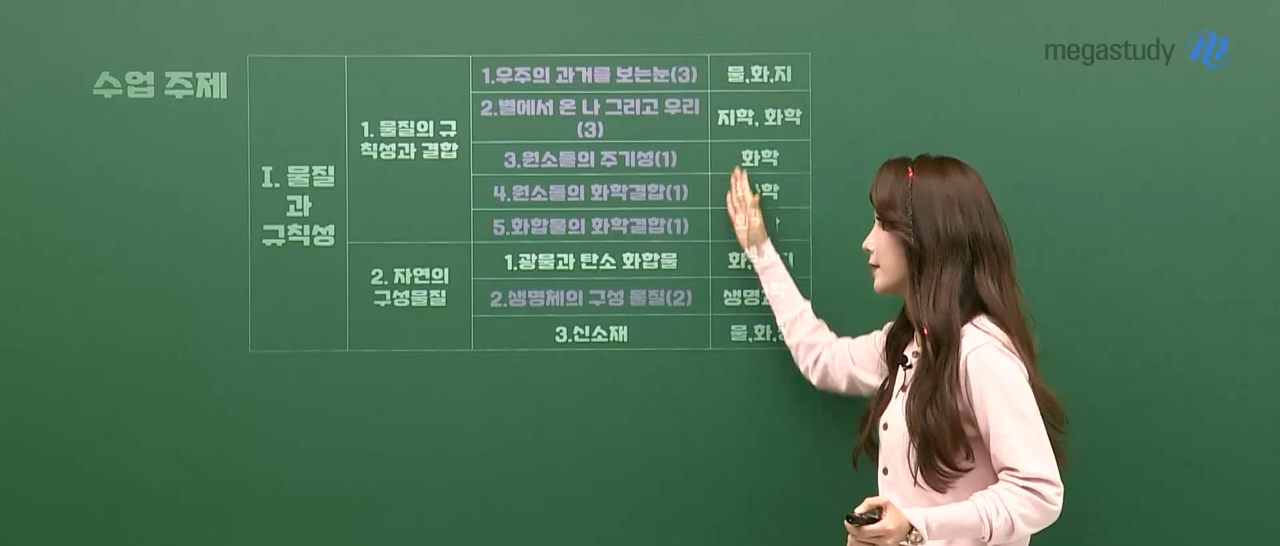 megastudy
수업 주제
I. 물질
과
규칙성
1. 물질의 규
칙성과 결합
1.우주의 과거를 보는눈(3)
물,화,지
2.별에서 온 나 그리고 우리
(3)
지학, 화학
3.원소들의 주기성(1)
화학
4.원소들의 화학결합(1)
학
5.화합물의 화학결합(1)
2. 자연의
구성물질
1.광물과 탄소 화합물
2.생명체의 구성 물질(2)
3.신소재
물,화,